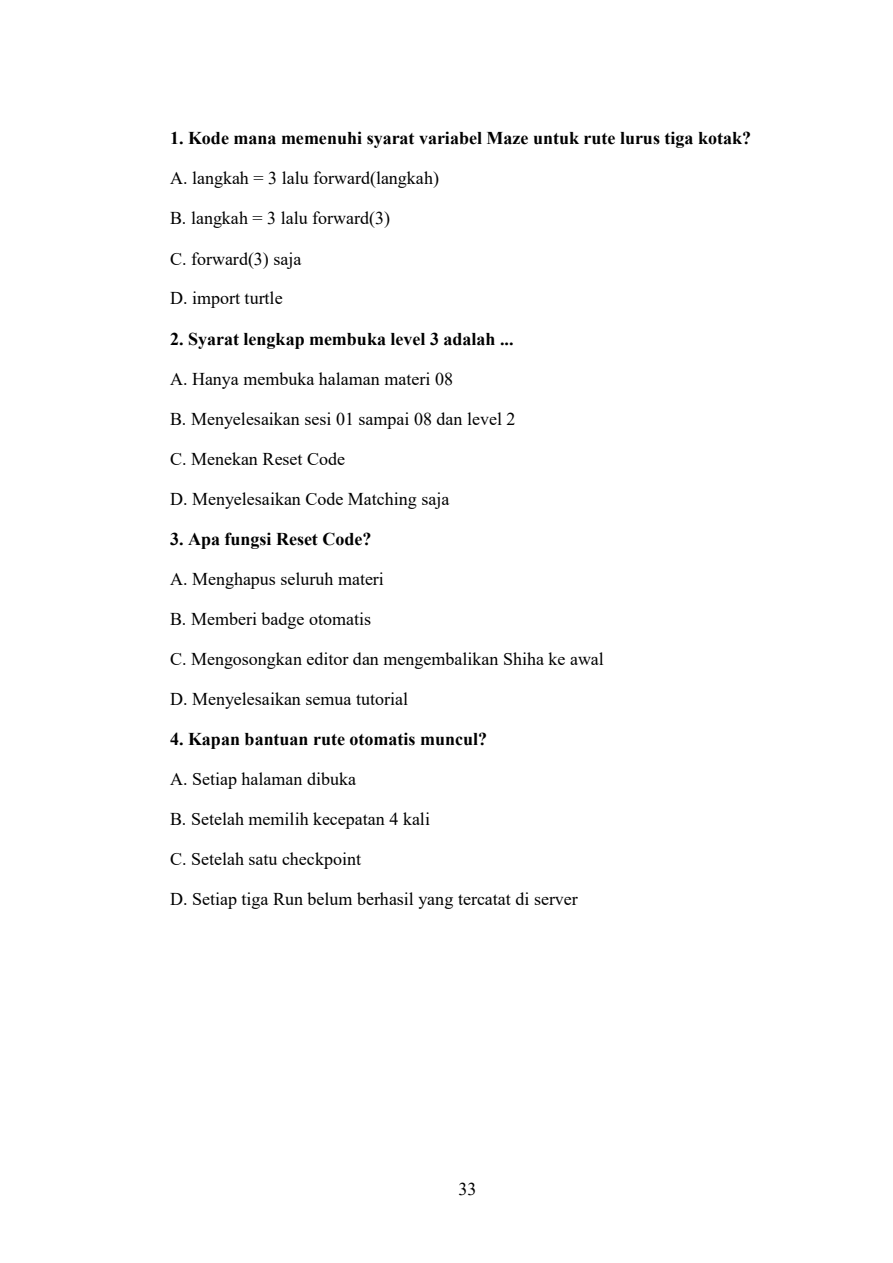 1. Kode mana memenuhi syarat variabel Maze untuk rute lurus tiga kotak?
A. langkah = 3 lalu forward(langkah)
B. langkah = 3 lalu forward(3)
C. forward(3) saja
D. import turtle
2. Syarat lengkap membuka level 3 adalah ...
A. Hanya membuka halaman materi 08
B. Menyelesaikan sesi 01 sampai 08 dan level 2
C. Menekan Reset Code
D. Menyelesaikan Code Matching saja
3. Apa fungsi Reset Code?
A. Menghapus seluruh materi
B. Memberi badge otomatis
C. Mengosongkan editor dan mengembalikan Shiha ke awal
D. Menyelesaikan semua tutorial
4. Kapan bantuan rute otomatis muncul?
A. Setiap halaman dibuka
B. Setelah memilih kecepatan 4 kali
C. Setelah satu checkpoint
D. Setiap tiga Run belum berhasil yang tercatat di server
33